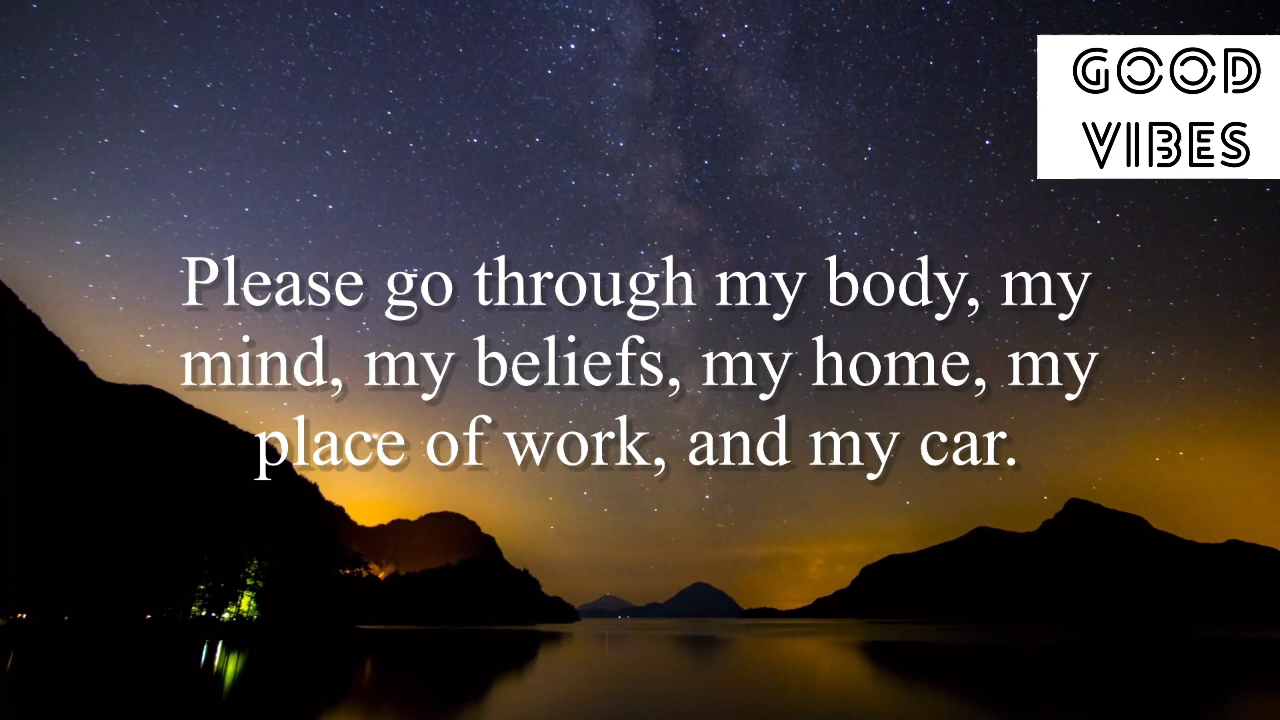 GOOD
VIBES
Please go through my body, my
mind, my beliefs, my home, my
place of work, and my car.